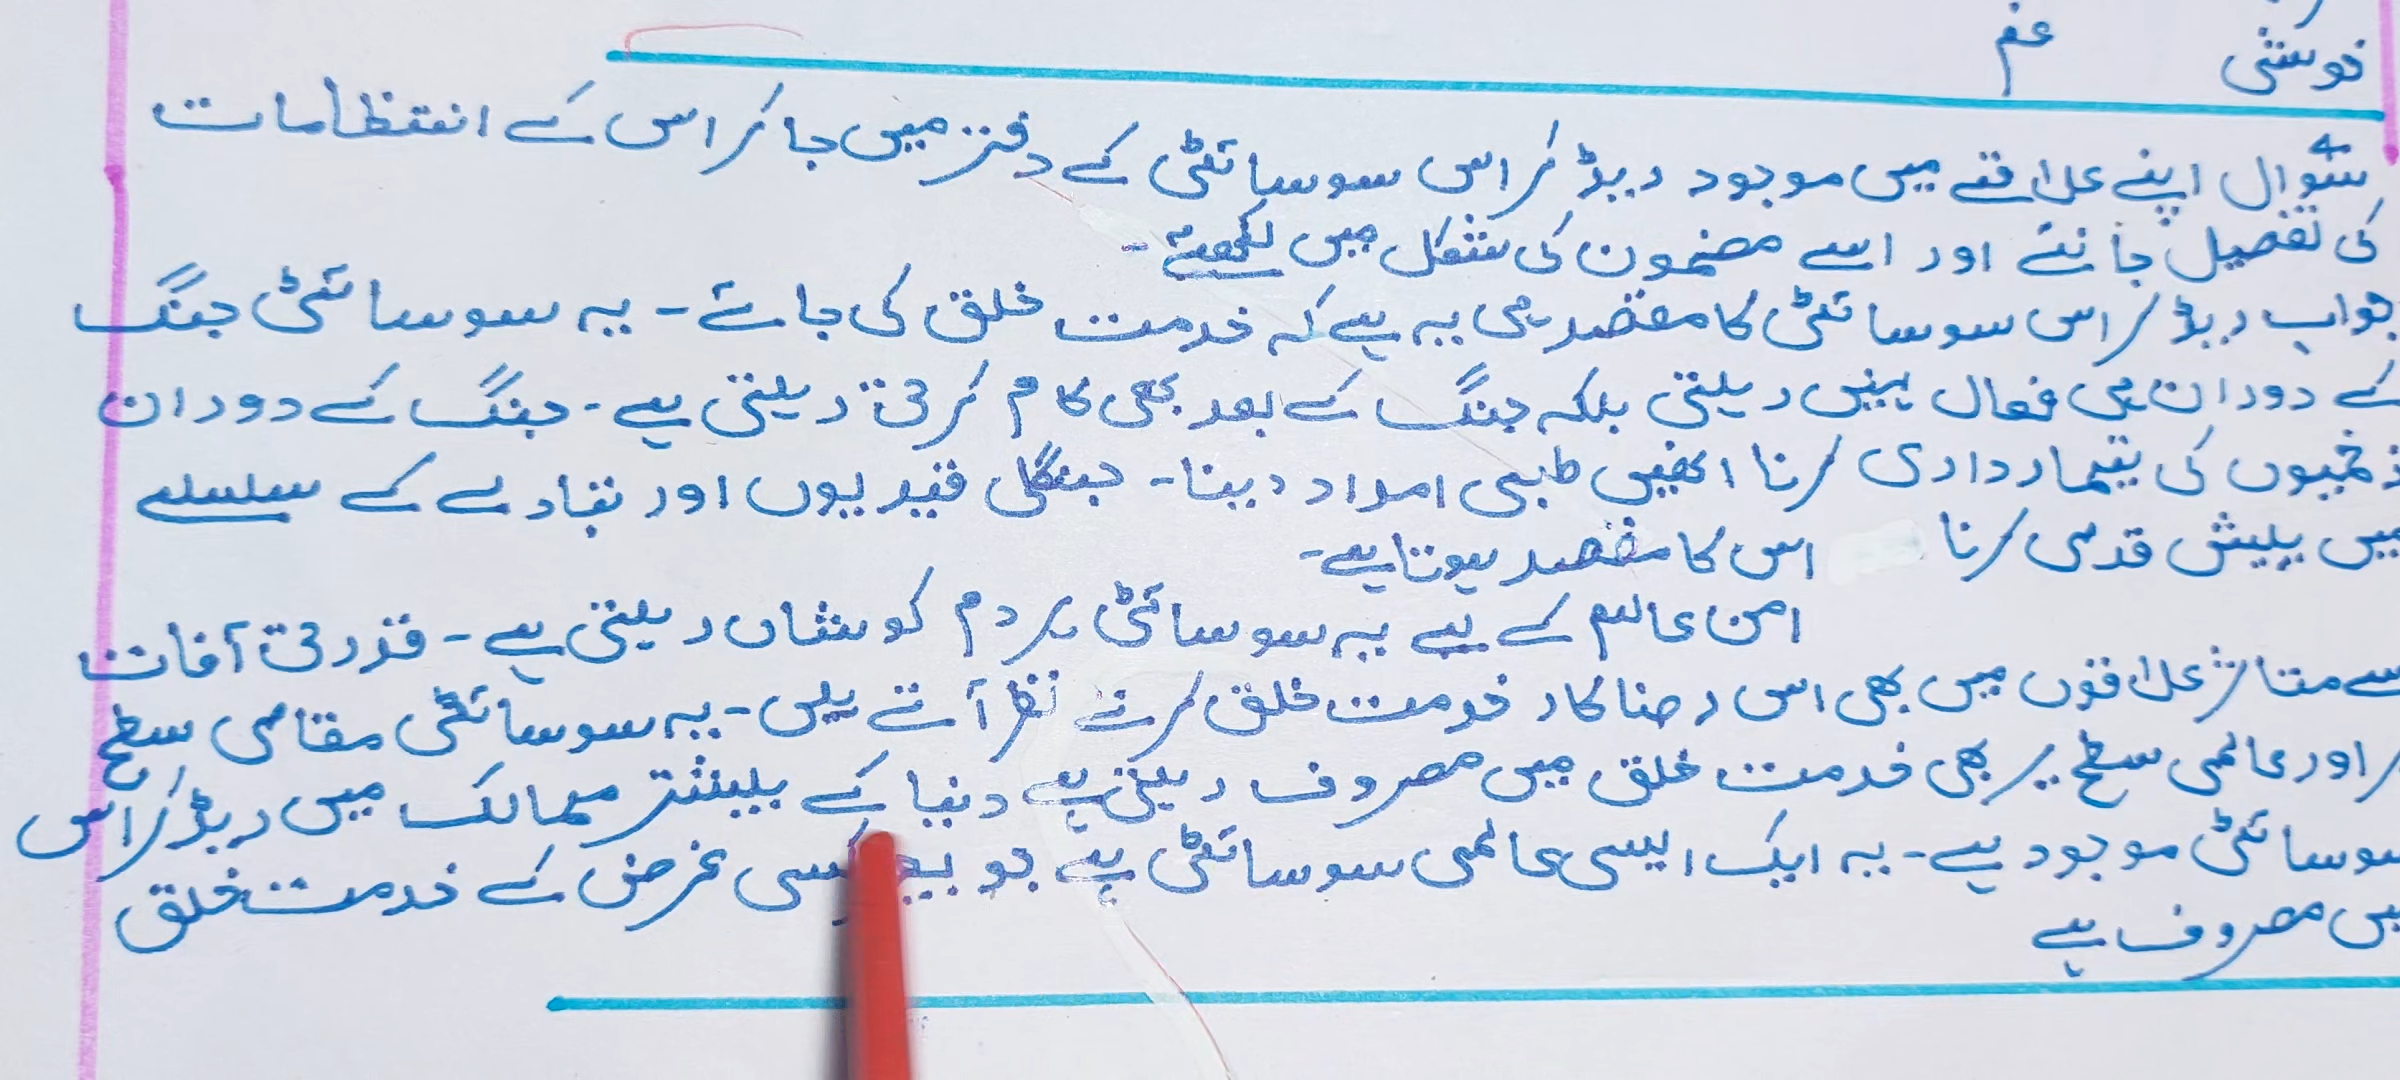 خوشی غم
سوال اپنے علاقے میں موجود ریڈ کراس سوسائٹی کے دفتر میں جا کر اس کے انتظامات
کی تفصیل جانئے اور اسے مضمون کی شکل میں لکھئے۔
جواب ریڈ کراس سوسائٹی کا مقصد ہی یہ ہے کہ خدمت خلق کی جائے۔ یہ سوسائٹی جنگ
کے دوران ہی فعال نہیں رہتی بلکہ جنگ کے بعد بھی کام کرتی رہتی ہے۔ جنگ کے دوران
زخمیوں کی تیمارداری کرنا انھیں طبی امداد دینا۔ جنگی قیدیوں اور تبادلے کے سلسلے
میں پیش قدمی کرنا اس کا مقصد ہوتا ہے۔
امن عالم کے لیے یہ سوسائٹی ہر دم کوشاں رہتی ہے۔ قدرتی آفات
سے متاثر علاقوں میں بھی اس رضاکار خدمت خلق کرتے نظر آتے ہیں۔ یہ سوسائٹی مقامی سطح
اور عالمی سطح پر بھی خدمت خلق میں مصروف رہتی ہے دنیا کے بیشتر ممالک میں ریڈ کراس
سوسائٹی موجود ہے۔ یہ ایک ایسی عالمی سوسائٹی ہے جو کسی غرض کے خدمت خلق
میں مصروف ہے